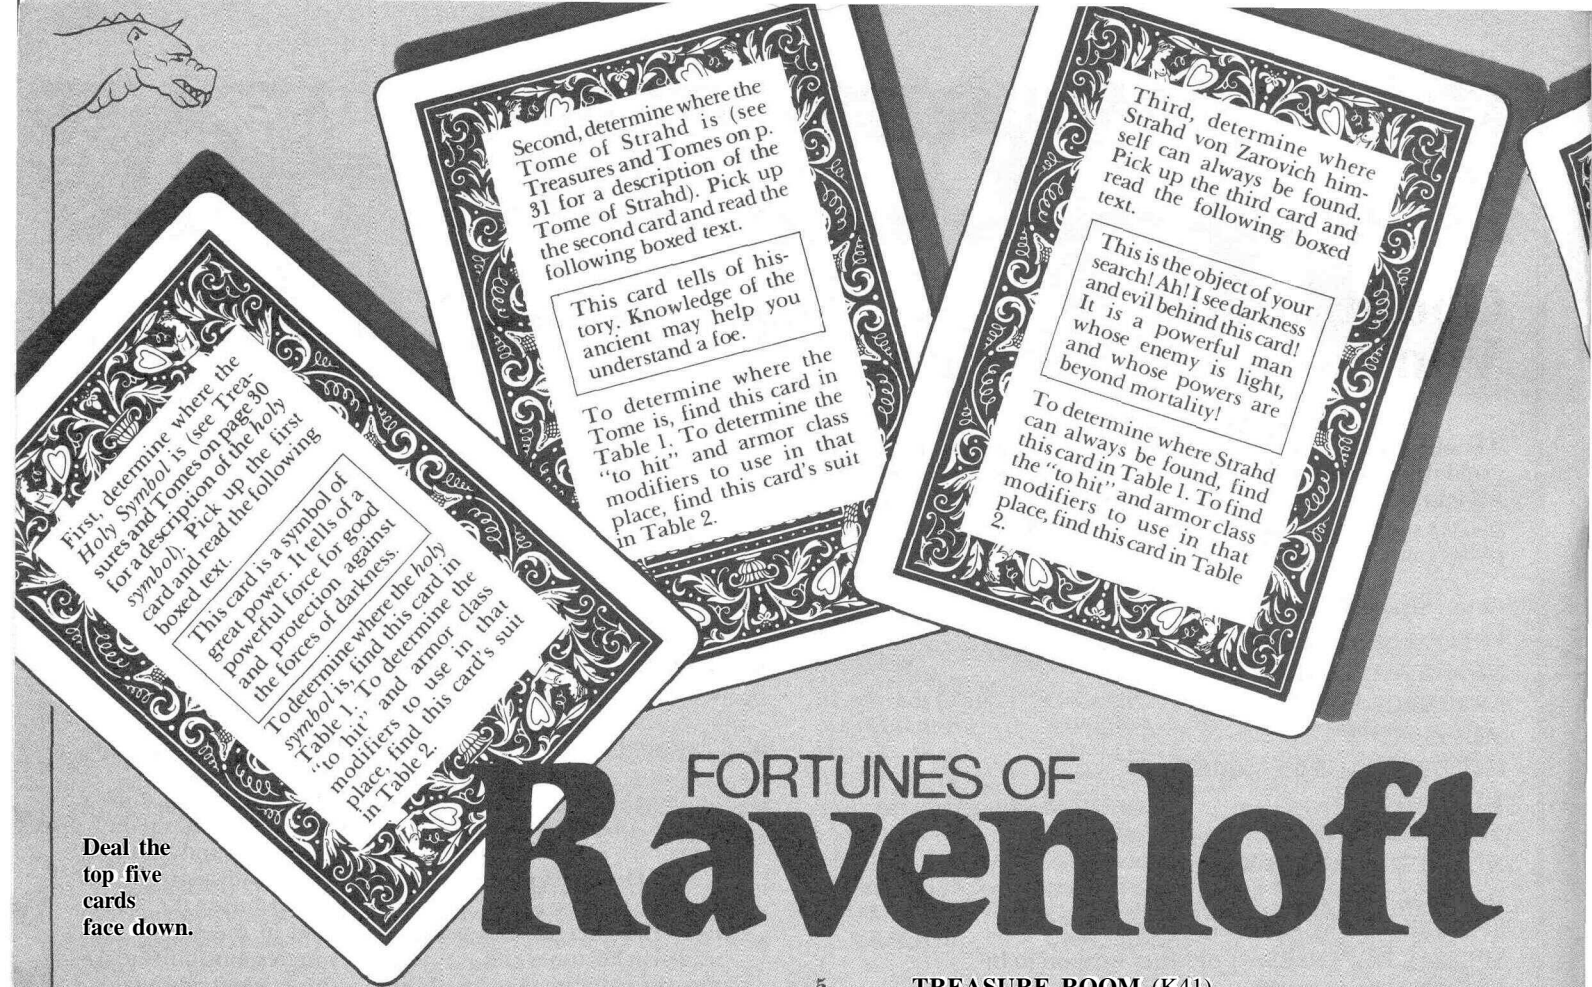 First, determine where the
Holy Symbol is (see Trea-
sures and Tomes on page 30
for a description of the holy
symbol). Pick up the first
card and read the following
boxed text.
This card is a symbol of
great power. It tells of a
powerful force for good
and protection against
the forces of darkness.
To determine where the holy
symbol is, find this card in
Table 1. To determine the
"to hit" and armor class
modifiers to use in that
place, find this card's suit
in Table 2.
Second, determine where the
Tome of Strahd is (see
Treasures and Tomes on p.
31 for a description of the
Tome of Strahd). Pick up
the second card and read the
following boxed text.
This card tells of his-
tory. Knowledge of the
ancient may help you
understand a foe.
To determine where the
Tome is, find this card in
Table 1. To determine the
"to hit" and armor class
modifiers to use in that
place, find this card's suit
in Table 2.
Third, determine where
Strahd von Zarovich him-
self can always be found.
Pick up the third card and
read the following boxed
text.
This is the object of your
search! Ah! I see darkness
and evil behind this card!
It is a powerful man
whose enemy is light,
and whose powers are
beyond mortality!
To determine where Strahd
can always be found, find
this card in Table 1. To find
the "to hit" and armor class
modifiers to use in that
place, find this card in Table
2.
FORTUNES OF
Ravenloft
Deal the
top five
cards
face down.
5 TREASURE ROOM (K41)